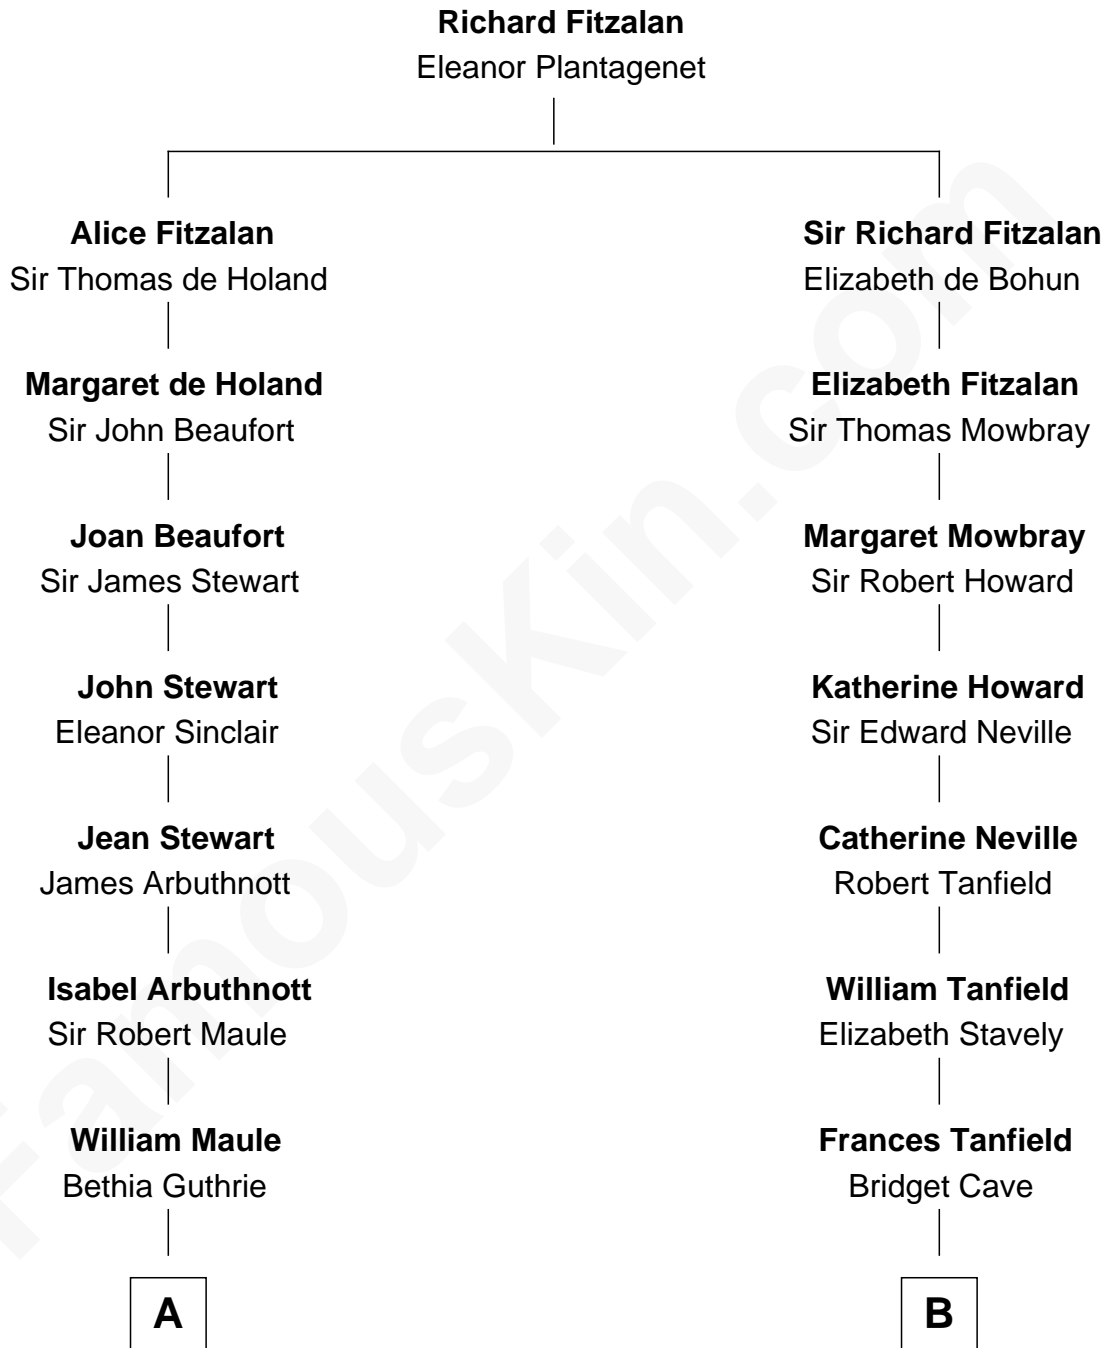 Richard Fitzalan
Eleanor Plantagenet
Alice Fitzalan
Sir Thomas de Holand
Sir Richard Fitzalan
Elizabeth de Bohun
Margaret de Holand
Sir John Beaufort
Elizabeth Fitzalan
Sir Thomas Mowbray
Joan Beaufort
Sir James Stewart
Margaret Mowbray
Sir Robert Howard
John Stewart
Eleanor Sinclair
Katherine Howard
Sir Edward Neville
Jean Stewart
James Arbuthnott
Catherine Neville
Robert Tanfield
Isabel Arbuthnott
Sir Robert Maule
William Tanfield
Elizabeth Stavely
William Maule
Bethia Guthrie
Frances Tanfield
Bridget Cave
A
B
FamousKin.com